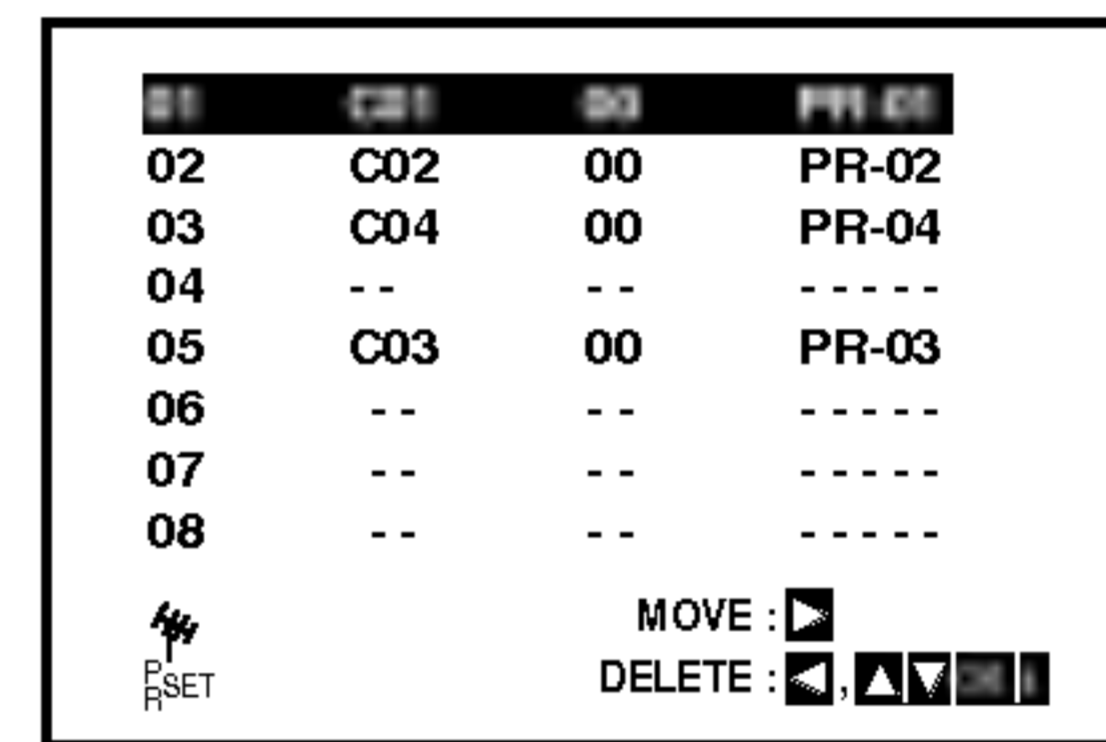 02 C02 00 PR-02
03 C04 00 PR-04
04 -- -- -----
05 C03 00 PR-03
06 -- -- -----
07 -- -- -----
08 -- -- -----
MOVE :
PR SET
DELETE : ,